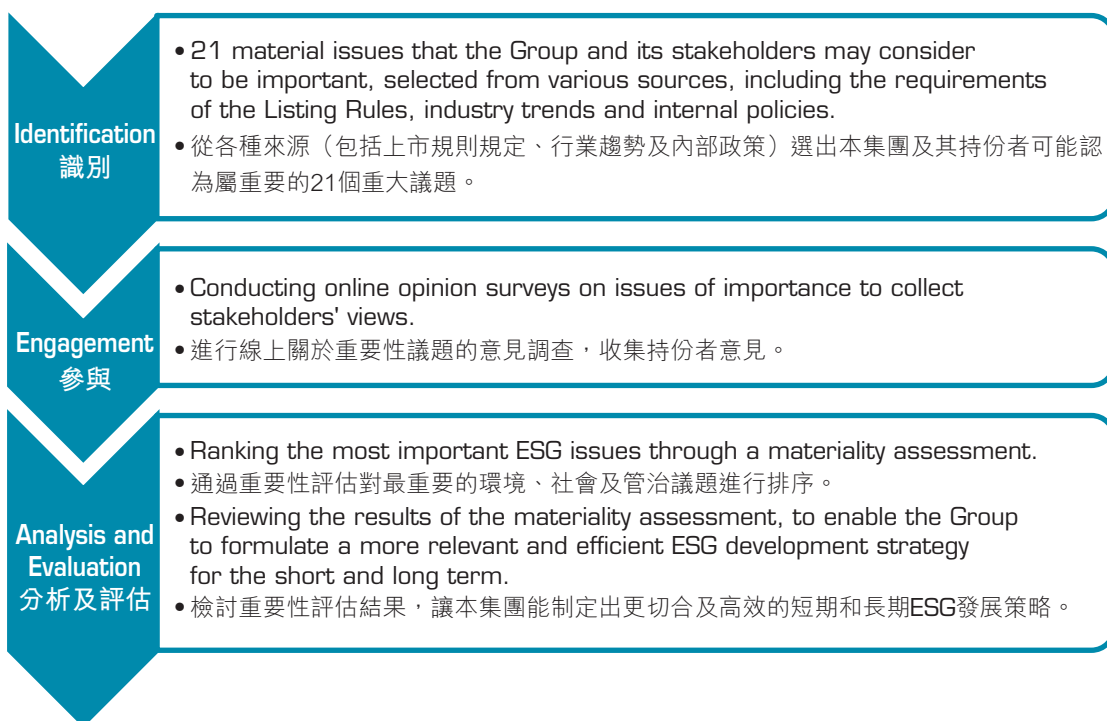 Identification
識別
• 21 material issues that the Group and its stakeholders may consider
to be important, selected from various sources, including the requirements
of the Listing Rules, industry trends and internal policies.
• 從各種來源（包括上市規則規定、行業趨勢及內部政策）選出本集團及其持份者可能認
為屬重要的21個重大議題。
Engagement
參與
• Conducting online opinion surveys on issues of importance to collect
stakeholders' views.
• 進行線上關於重要性議題的意見調查，收集持份者意見。
Analysis and
Evaluation
分析及評估
• Ranking the most important ESG issues through a materiality assessment.
• 通過重要性評估對最重要的環境、社會及管治議題進行排序。
• Reviewing the results of the materiality assessment, to enable the Group
to formulate a more relevant and efficient ESG development strategy
for the short and long term.
• 檢討重要性評估結果，讓本集團能制定出更切合及高效的短期和長期ESG發展策略。